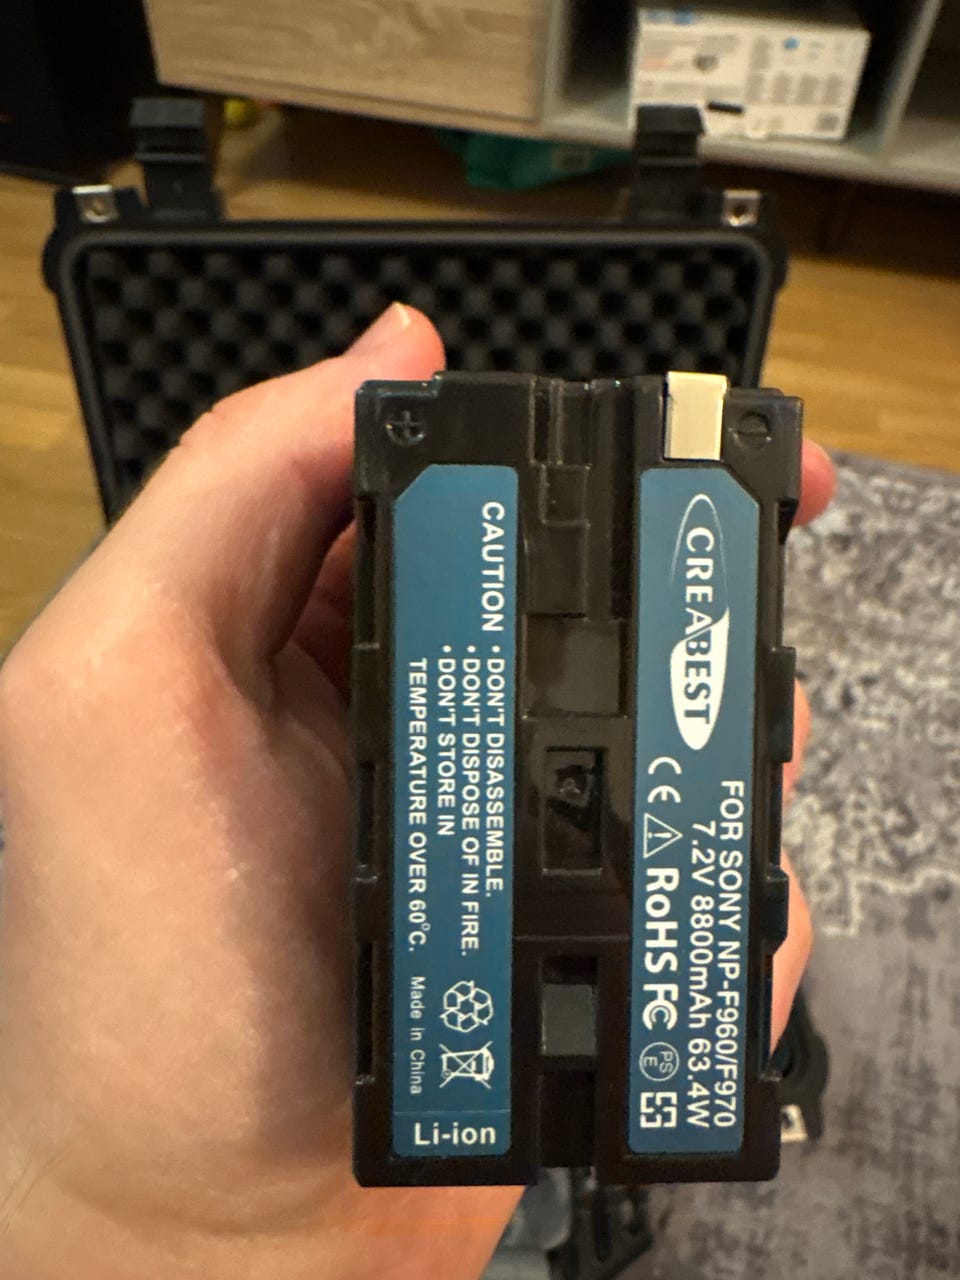 CREABEST
FOR SONY NP-F960/F970
7.2V 8800mAh 63.4W
CE RoHS FC PS E
CAUTION
• DON'T DISASSEMBLE.
• DON'T DISPOSE OF IN FIRE.
• DON'T STORE IN
TEMPERATURE OVER 60°C.
Made in China
Li-ion